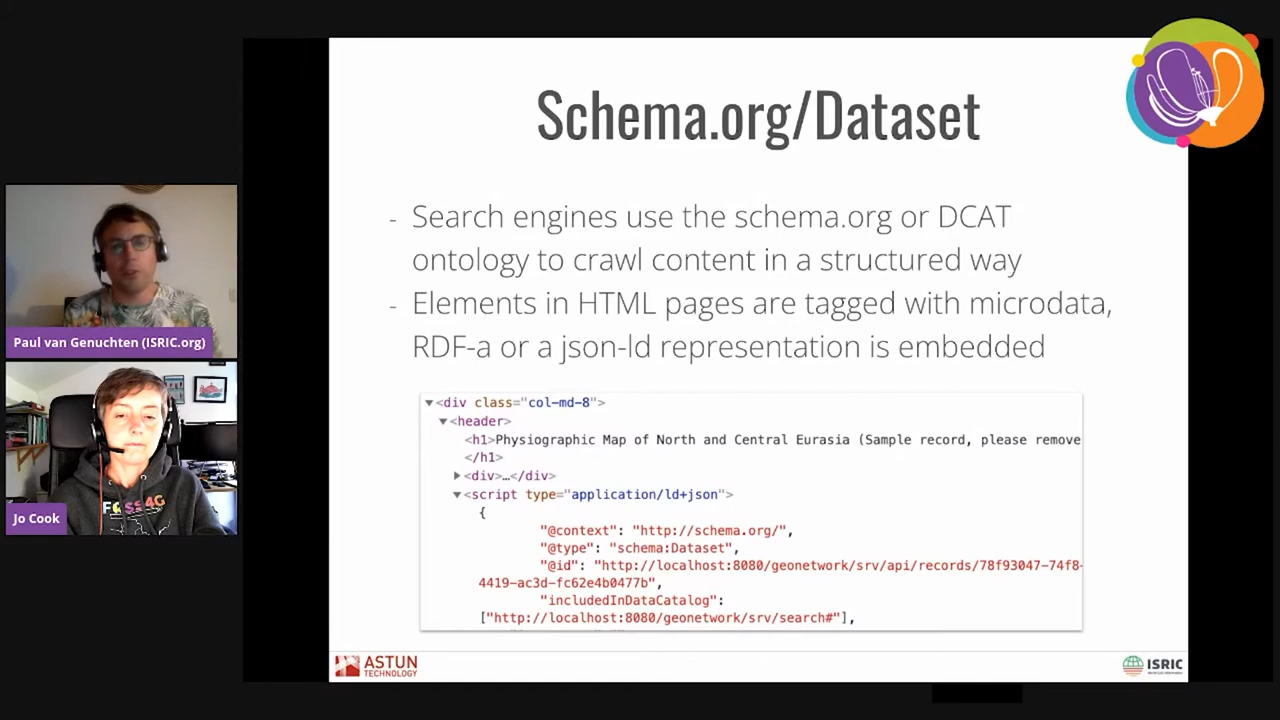 Schema.org/Dataset
- Search engines use the schema.org or DCAT
ontology to crawl content in a structured way
- Elements in HTML pages are tagged with microdata,
RDF-a or a json-ld representation is embedded
▼<div class="col-md-8">
▼<header>
<h1>Physiographic Map of North and Central Eurasia (Sample record, please remove
</h1>
▶<div>…</div>
▼<script type="application/ld+json">
{
"@context": "http://schema.org/",
"@type": "schema:Dataset",
"@id": "http://localhost:8080/geonetwork/srv/api/records/78f93047-74f8-
4419-ac3d-fc62e4b0477b",
"includedInDataCatalog":
["http://localhost:8080/geonetwork/srv/search#"],
ASTUN
TECHNOLOGY
ISRIC
Paul van Genuchten (ISRIC.org)
Jo Cook
FOSS4G